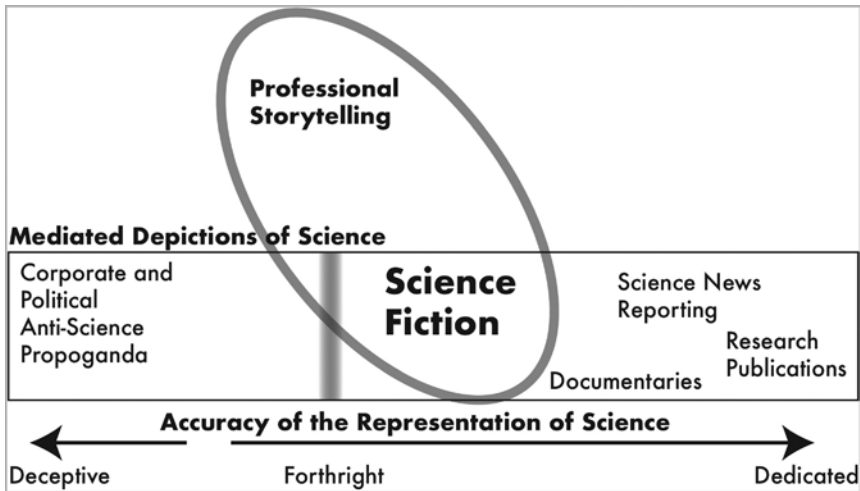 Professional
Storytelling
Mediated Depictions of Science
Corporate and
Political
Anti-Science
Propoganda
Science
Fiction
Science News
Reporting
Research
Publications
Documentaries
Accuracy of the Representation of Science
Deceptive
Forthright
Dedicated